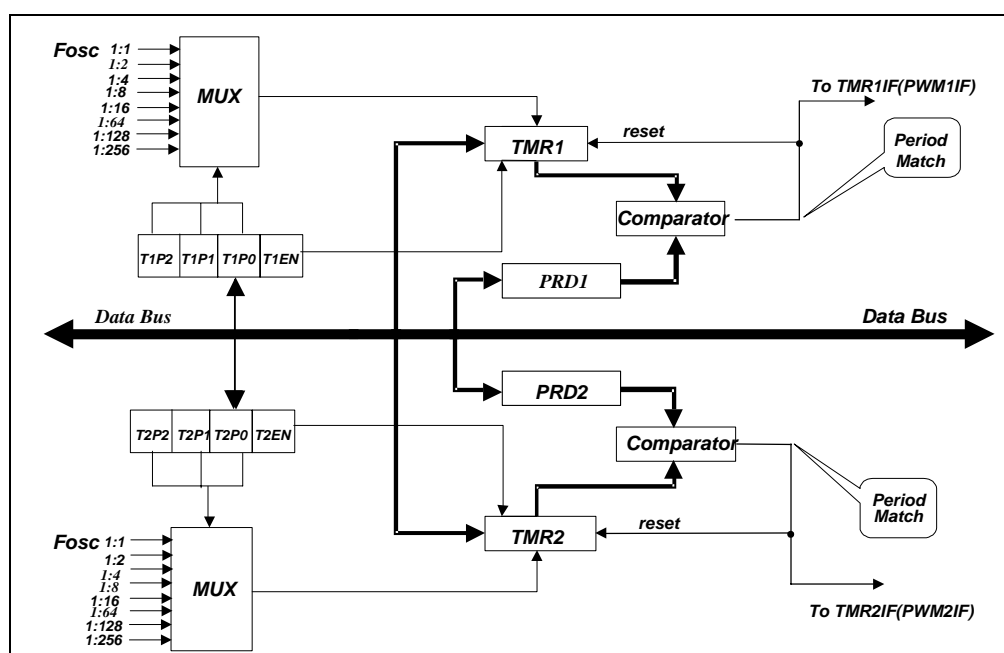 Fosc 1:1
1:2
1:4
1:8
1:16
1:64
1:128
1:256
MUX
To TMR1IF(PWM1IF)
reset
TMR1
Period
Match
Comparator
T1P2 T1P1 T1P0 T1EN
PRD1
Data Bus
Data Bus
PRD2
T2P2 T2P1 T2P0 T2EN
Comparator
Period
Match
TMR2
reset
Fosc 1:1
1:2
1:4
1:8
1:16
1:64
1:128
1:256
MUX
To TMR2IF(PWM2IF)